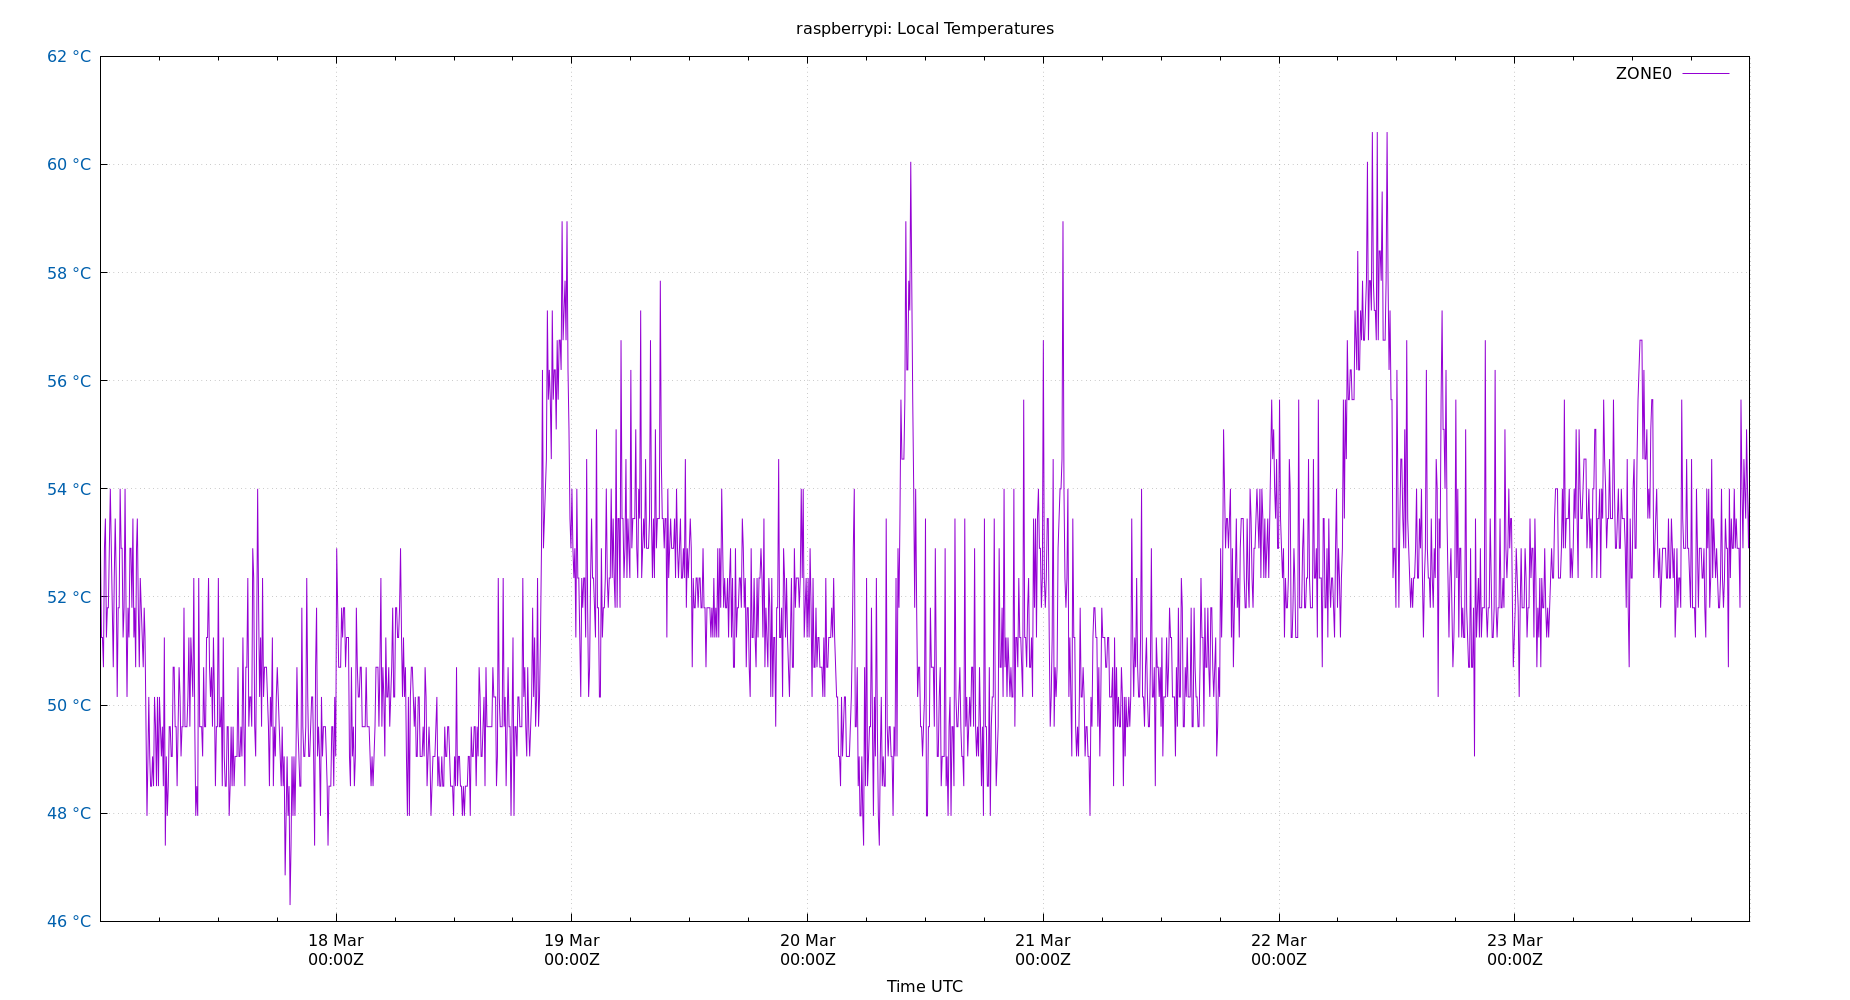 raspberrypi: Local Temperatures
ZONE0
62 °C
60 °C
58 °C
56 °C
54 °C
52 °C
50 °C
48 °C
46 °C
18 Mar
00:00Z
19 Mar
00:00Z
20 Mar
00:00Z
21 Mar
00:00Z
22 Mar
00:00Z
23 Mar
00:00Z
Time UTC